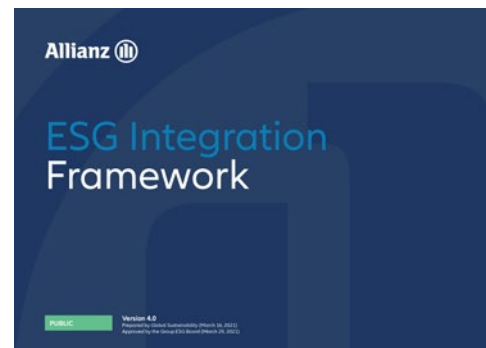 Allianz
ESG Integration
Framework
PUBLIC
Version 4.0
Prepared by Global Sustainability (March 16, 2021)
Approved by the Group ESG Board (March 29, 2021)